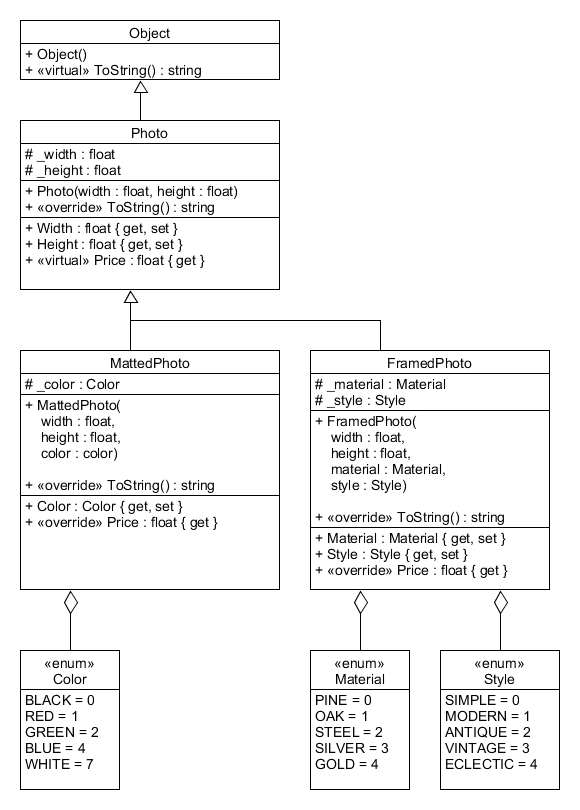 Object
+ Object()
+ «virtual» ToString() : string
Photo
# _width : float
# _height : float
+ Photo(width : float, height : float)
+ «override» ToString() : string
+ Width : float { get, set }
+ Height : float { get, set }
+ «virtual» Price : float { get }
MattedPhoto
# _color : Color
+ MattedPhoto(
width : float,
height : float,
color : color)
+ «override» ToString() : string
+ Color : Color { get, set }
+ «override» Price : float { get }
FramedPhoto
# _material : Material
# _style : Style
+ FramedPhoto(
width : float,
height : float,
material : Material,
style : Style)
+ «override» ToString() : string
+ Material : Material { get, set }
+ Style : Style { get, set }
+ «override» Price : float { get }
«enum»
Color
BLACK = 0
RED = 1
GREEN = 2
BLUE = 4
WHITE = 7
«enum»
Material
PINE = 0
OAK = 1
STEEL = 2
SILVER = 3
GOLD = 4
«enum»
Style
SIMPLE = 0
MODERN = 1
ANTIQUE = 2
VINTAGE = 3
ECLECTIC = 4